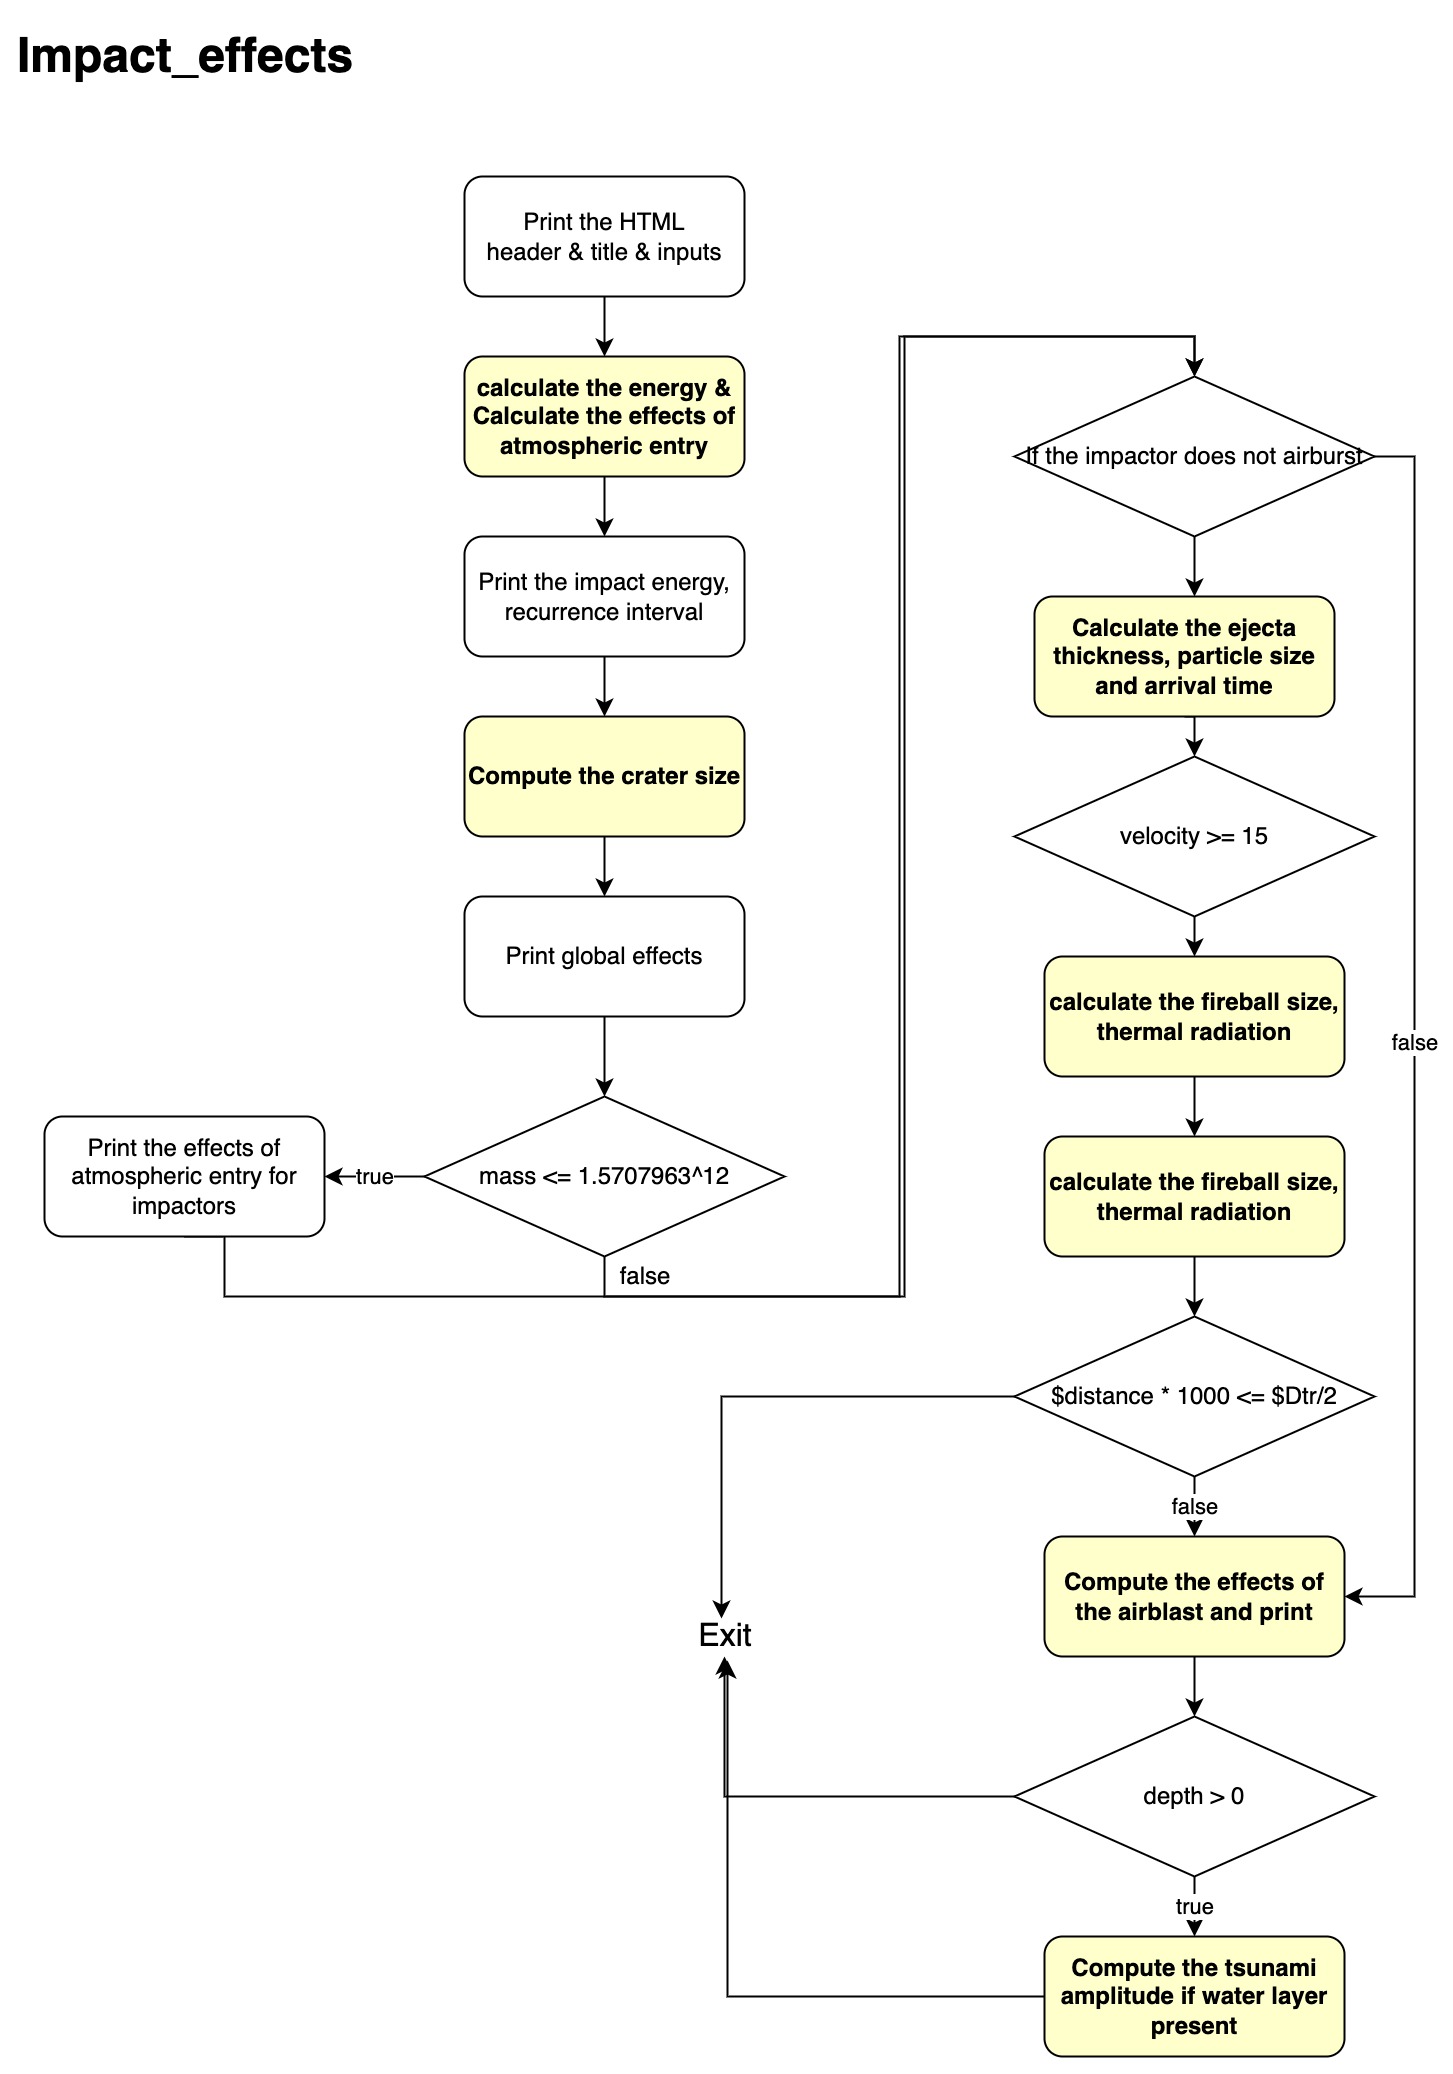 Impact_effects
Print the HTML
header & title & inputs
calculate the energy &
Calculate the effects of
atmospheric entry
Print the impact energy,
recurrence interval
Compute the crater size
Print global effects
mass <= 1.5707963^12
true
Print the effects of
atmospheric entry for
impactors
false
If the impactor does not airburst
Calculate the ejecta
thickness, particle size
and arrival time
velocity >= 15
calculate the fireball size,
thermal radiation
false
calculate the fireball size,
thermal radiation
$distance * 1000 <= $Dtr/2
false
Compute the effects of
the airblast and print
Exit
depth > 0
true
Compute the tsunami
amplitude if water layer
present